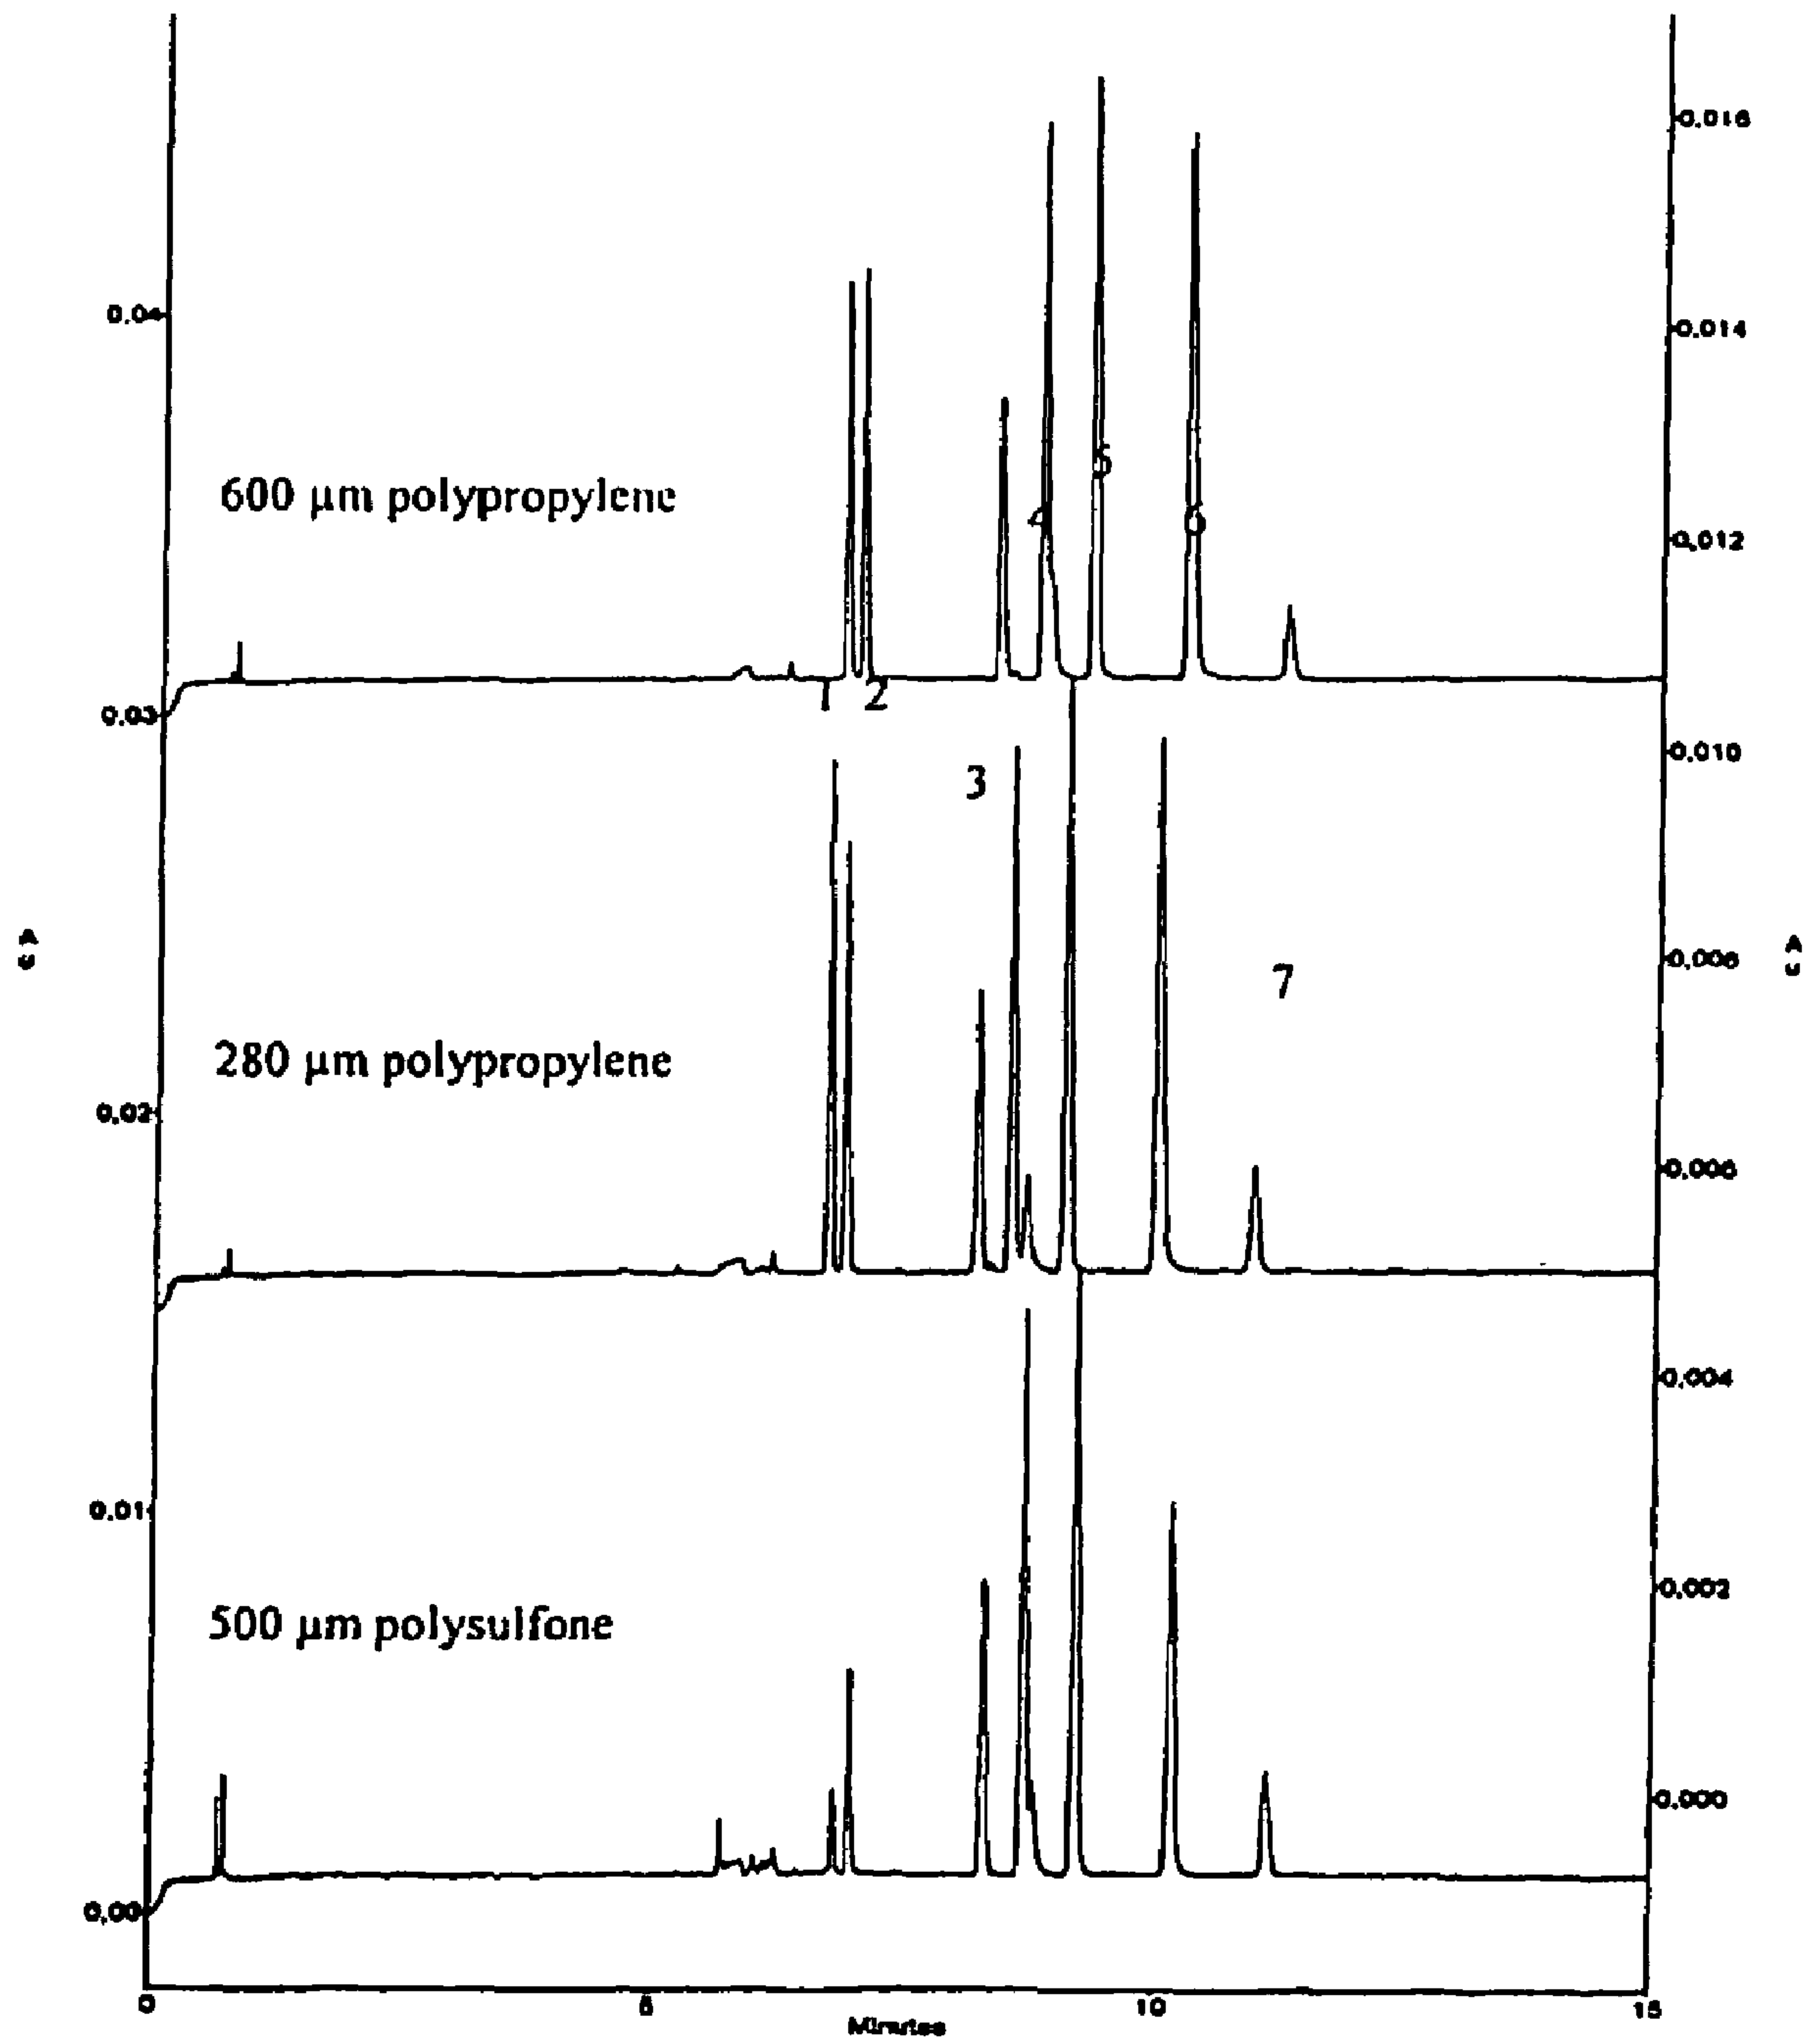 0.016
0.04
0.014
5
600 μm polypropylene
4
6
0.012
0.03
1 2
0.010
3
A
U
0.008
A
U
7
280 μm polypropylene
0.02
0.006
0.004
0.01
0.002
500 μm polysulfone
0.000
0.00
0 5 10 15
Minutes